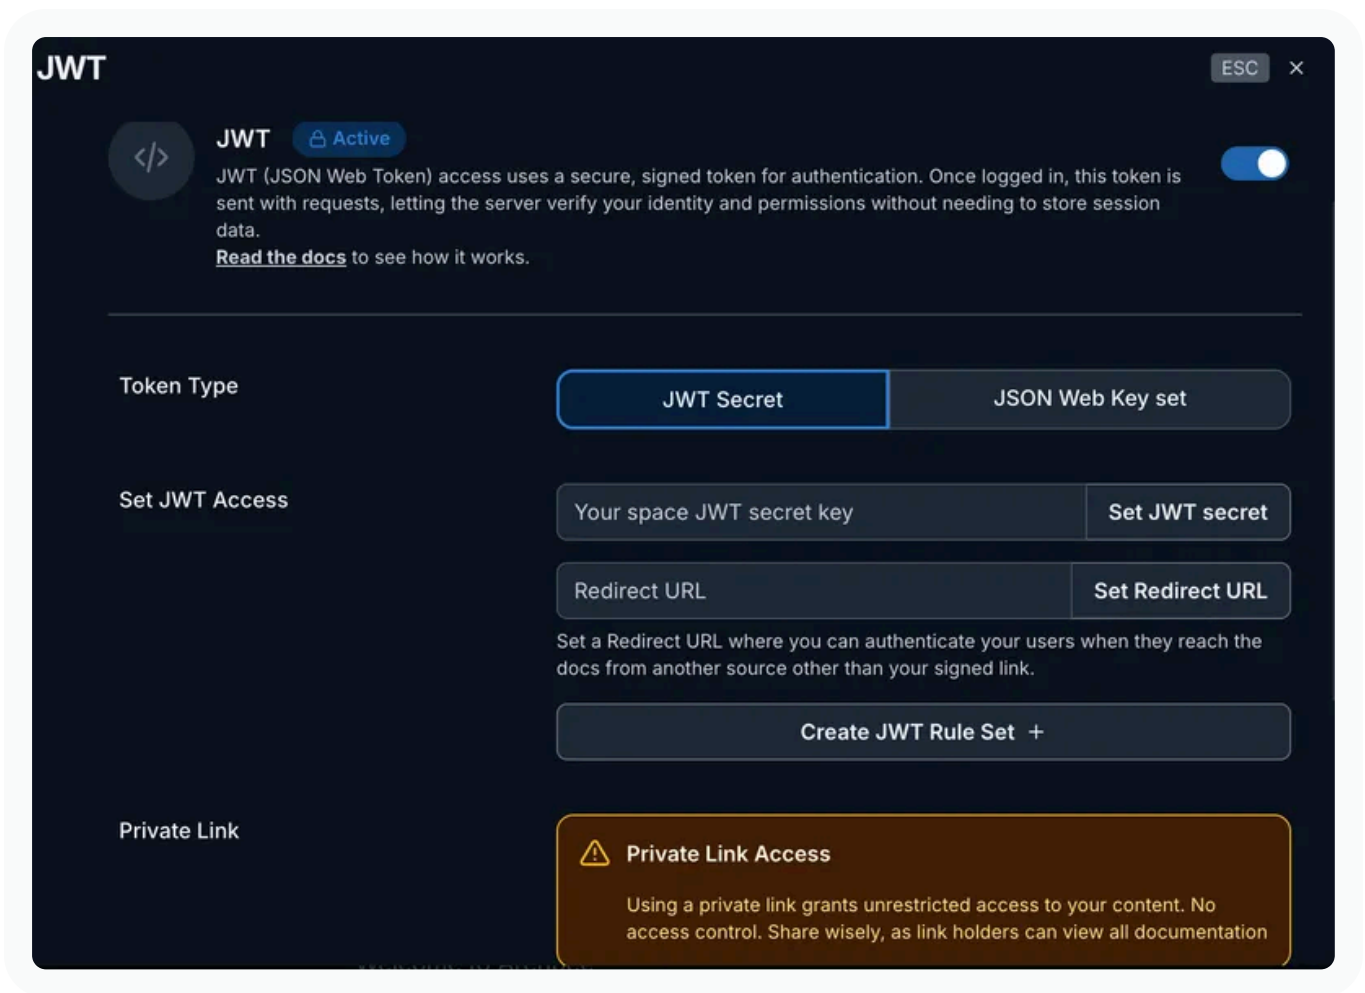 JWT
ESC
JWT
Active
JWT (JSON Web Token) access uses a secure, signed token for authentication. Once logged in, this token is
sent with requests, letting the server verify your identity and permissions without needing to store session
data.
Read the docs to see how it works.
Token Type
JWT Secret
JSON Web Key set
Set JWT Access
Your space JWT secret key
Set JWT secret
Redirect URL
Set Redirect URL
Set a Redirect URL where you can authenticate your users when they reach the
docs from another source other than your signed link.
Create JWT Rule Set +
Private Link
Private Link Access
Using a private link grants unrestricted access to your content. No
access control. Share wisely, as link holders can view all documentation